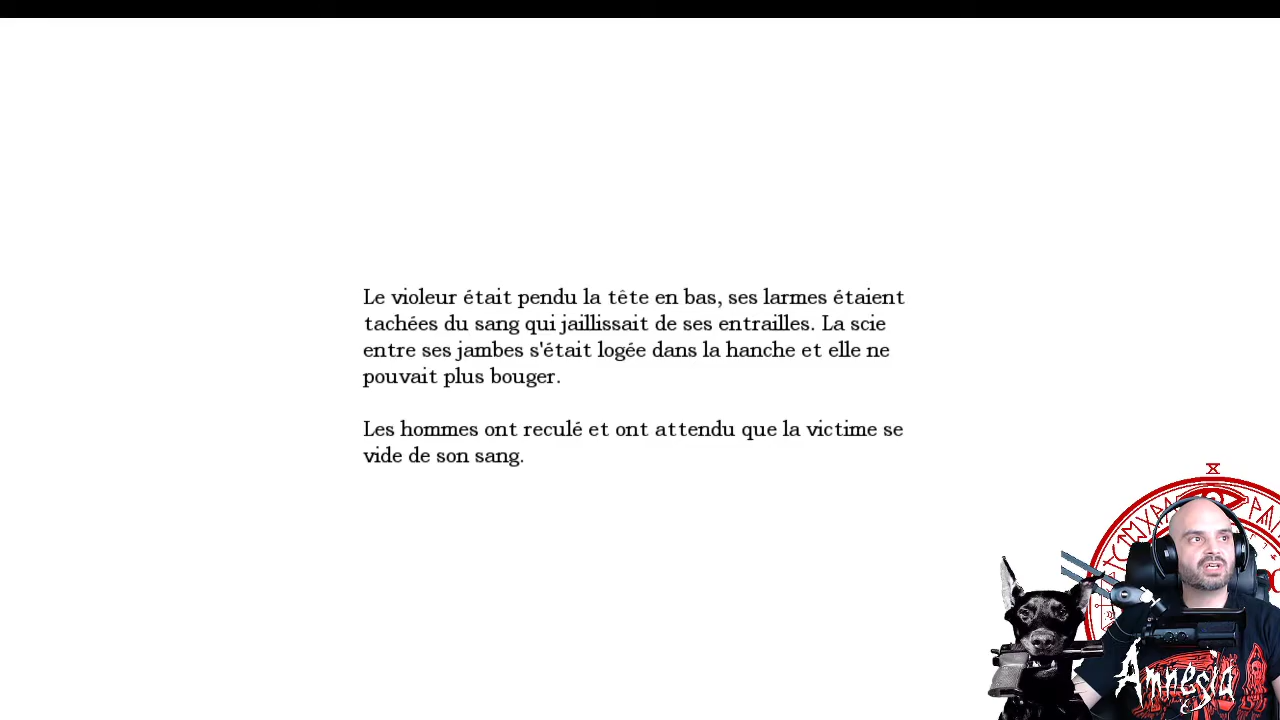 Le violeur était pendu la tête en bas, ses larmes étaient
tachées du sang qui jaillissait de ses entrailles. La scie
entre ses jambes s'était logée dans la hanche et elle ne
pouvait plus bouger.
Les hommes ont reculé et ont attendu que la victime se
vide de son sang.
Amnesia